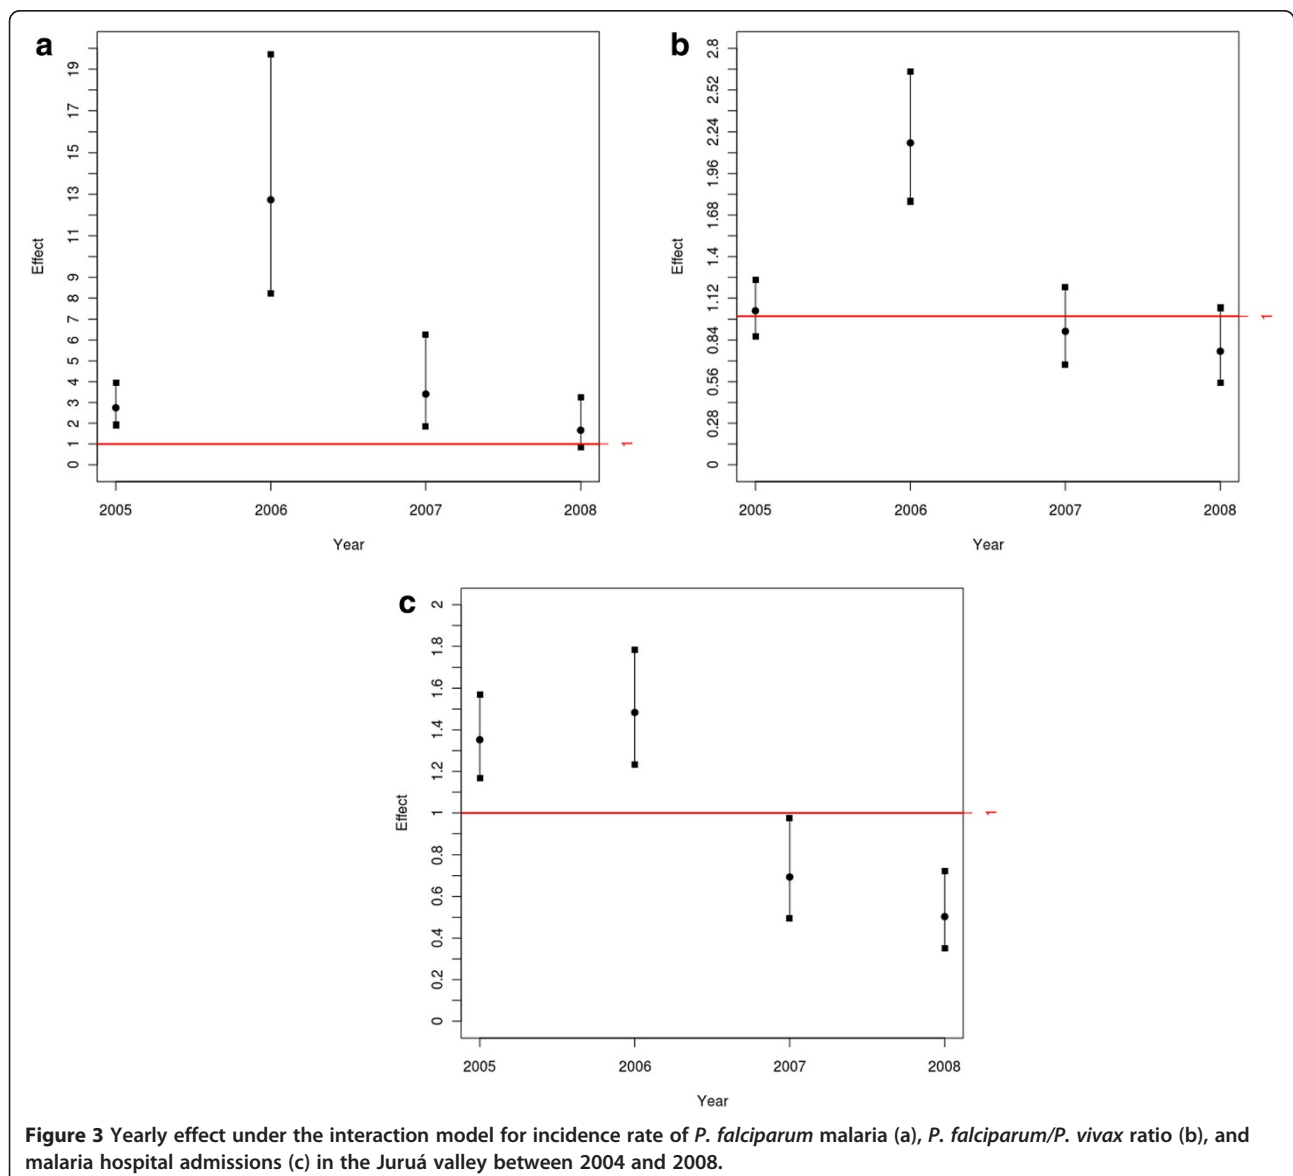 a
19
17
15
13
11
9
8
7
6
5
4
3
2
1
0
Effect
2005 2006 2007 2008
Year
b
2.8
2.52
2.24
1.96
1.68
1.4
1.12
0.84
0.56
0.28
0
Effect
2005 2006 2007 2008
Year
c
2
1.8
1.6
1.4
1.2
1
0.8
0.6
0.4
0.2
0
Effect
2005 2006 2007 2008
Year
Figure 3 Yearly effect under the interaction model for incidence rate of P. falciparum malaria (a), P. falciparum/P. vivax ratio (b), and
malaria hospital admissions (c) in the Juruá valley between 2004 and 2008.